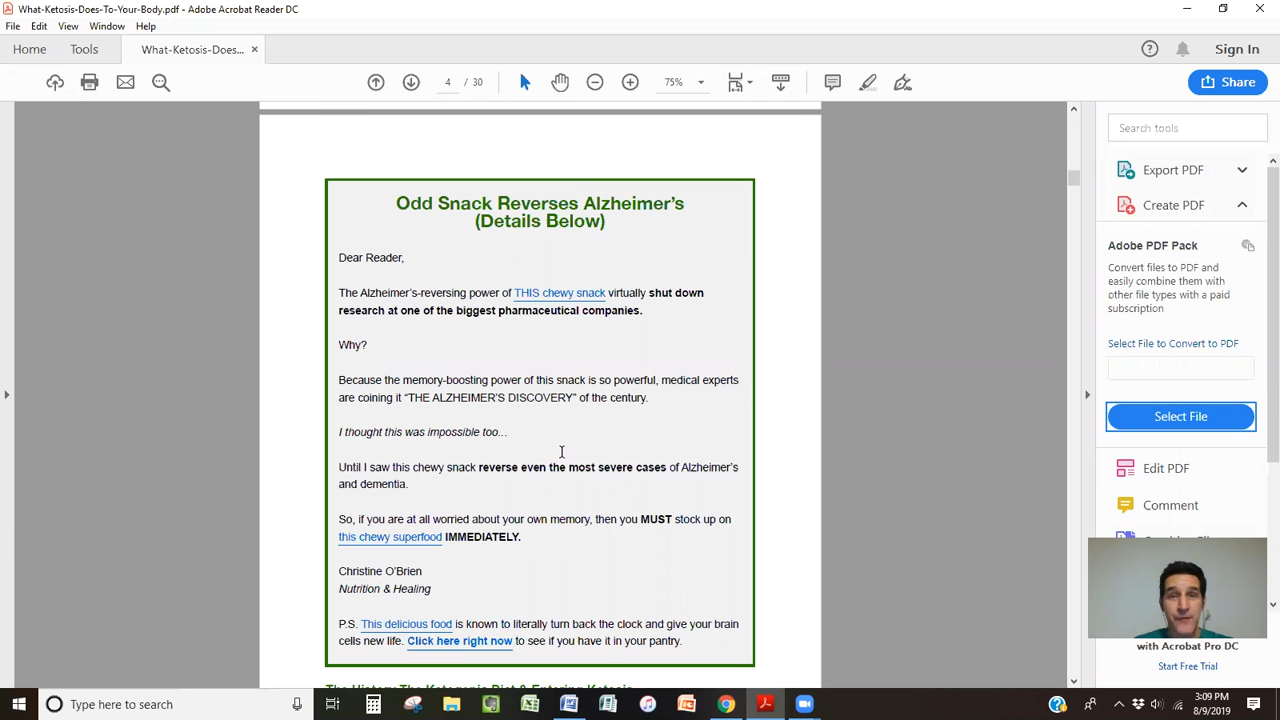 What-Ketosis-Does-To-Your-Body.pdf - Adobe Acrobat Reader DC
File Edit View Window Help
Home Tools What-Ketosis-Does... × Sign In
4 / 30 75% Share
Search tools
Export PDF
Create PDF
Adobe PDF Pack
Convert files to PDF and
easily combine them with
other file types with a paid
subscription
Select File to Convert to PDF
Select File
Edit PDF
Comment
with Acrobat Pro DC
Start Free Trial
Odd Snack Reverses Alzheimer's
(Details Below)
Dear Reader,
The Alzheimer's-reversing power of THIS chewy snack virtually shut down
research at one of the biggest pharmaceutical companies.
Why?
Because the memory-boosting power of this snack is so powerful, medical experts
are coining it “THE ALZHEIMER'S DISCOVERY” of the century.
I thought this was impossible too...
Until I saw this chewy snack reverse even the most severe cases of Alzheimer's
and dementia.
So, if you are at all worried about your own memory, then you MUST stock up on
this chewy superfood IMMEDIATELY.
Christine O'Brien
Nutrition & Healing
P.S. This delicious food is known to literally turn back the clock and give your brain
cells new life. Click here right now to see if you have it in your pantry.
The History The Ketogenic Diet & Entering Ketosis
Type here to search
3:09 PM
8/9/2019